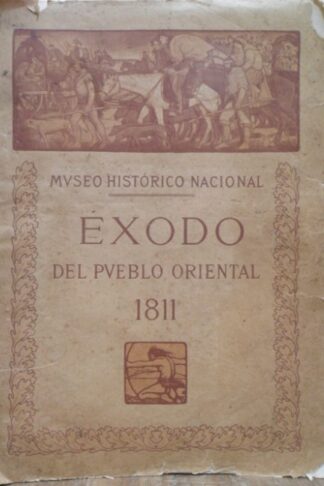 MVSEO HISTÓRICO NACIONAL
ÉXODO
DEL PVEBLO ORIENTAL
1811